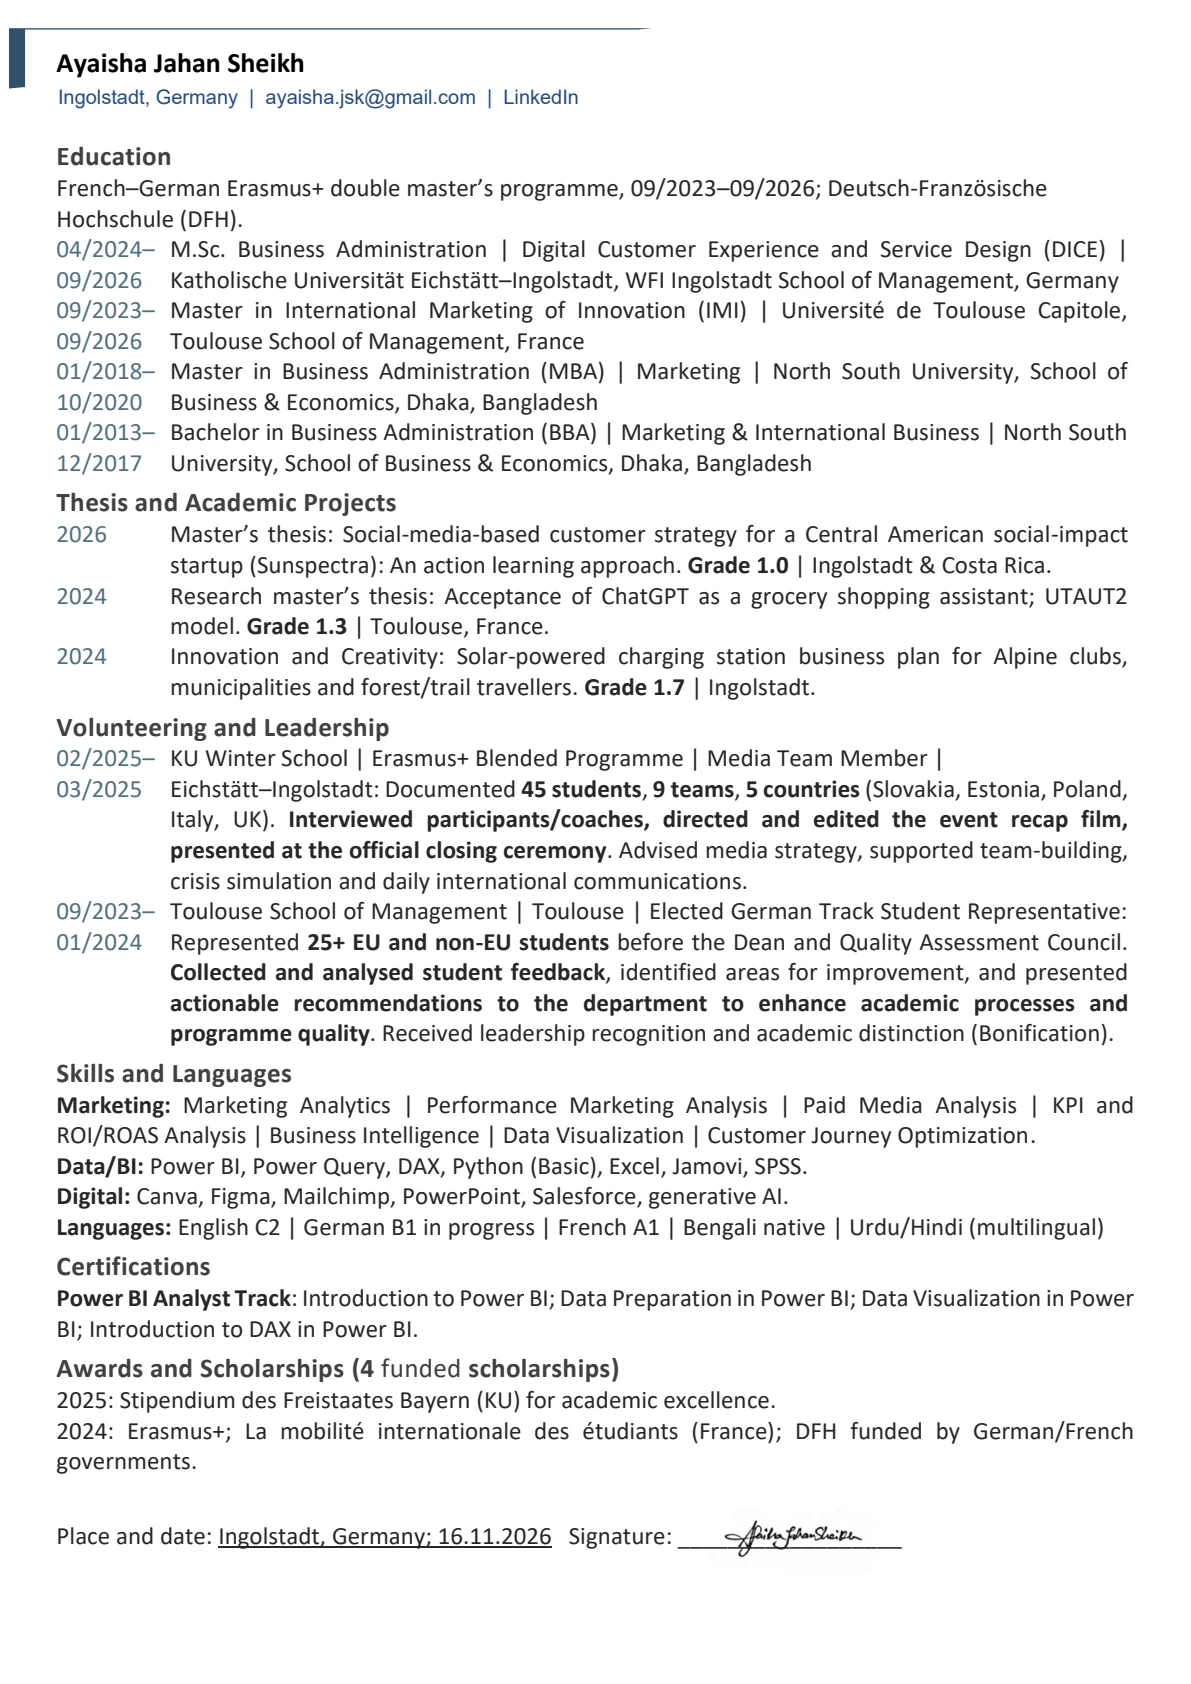 Ayaisha Jahan Sheikh
Ingolstadt, Germany | ayaisha.jsk@gmail.com | LinkedIn
Education
French–German Erasmus+ double master’s programme, 09/2023–09/2026; Deutsch-Französische
Hochschule (DFH).
04/2024– M.Sc. Business Administration | Digital Customer Experience and Service Design (DICE) |
09/2026 Katholische Universität Eichstätt–Ingolstadt, WFI Ingolstadt School of Management, Germany
09/2023– Master in International Marketing of Innovation (IMI) | Université de Toulouse Capitole,
09/2026 Toulouse School of Management, France
01/2018– Master in Business Administration (MBA) | Marketing | North South University, School of
10/2020 Business & Economics, Dhaka, Bangladesh
01/2013– Bachelor in Business Administration (BBA) | Marketing & International Business | North South
12/2017 University, School of Business & Economics, Dhaka, Bangladesh
Thesis and Academic Projects
2026 Master’s thesis: Social-media-based customer strategy for a Central American social-impact
startup (Sunspectra): An action learning approach. Grade 1.0 | Ingolstadt & Costa Rica.
2024 Research master’s thesis: Acceptance of ChatGPT as a grocery shopping assistant; UTAUT2
model. Grade 1.3 | Toulouse, France.
2024 Innovation and Creativity: Solar-powered charging station business plan for Alpine clubs,
municipalities and forest/trail travellers. Grade 1.7 | Ingolstadt.
Volunteering and Leadership
02/2025– KU Winter School | Erasmus+ Blended Programme | Media Team Member |
03/2025 Eichstätt–Ingolstadt: Documented 45 students, 9 teams, 5 countries (Slovakia, Estonia, Poland,
Italy, UK). Interviewed participants/coaches, directed and edited the event recap film,
presented at the official closing ceremony. Advised media strategy, supported team-building,
crisis simulation and daily international communications.
09/2023– Toulouse School of Management | Toulouse | Elected German Track Student Representative:
01/2024 Represented 25+ EU and non-EU students before the Dean and Quality Assessment Council.
Collected and analysed student feedback, identified areas for improvement, and presented
actionable recommendations to the department to enhance academic processes and
programme quality. Received leadership recognition and academic distinction (Bonification).
Skills and Languages
Marketing: Marketing Analytics | Performance Marketing Analysis | Paid Media Analysis | KPI and
ROI/ROAS Analysis | Business Intelligence | Data Visualization | Customer Journey Optimization.
Data/BI: Power BI, Power Query, DAX, Python (Basic), Excel, Jamovi, SPSS.
Digital: Canva, Figma, Mailchimp, PowerPoint, Salesforce, generative AI.
Languages: English C2 | German B1 in progress | French A1 | Bengali native | Urdu/Hindi (multilingual)
Certifications
Power BI Analyst Track: Introduction to Power BI; Data Preparation in Power BI; Data Visualization in Power
BI; Introduction to DAX in Power BI.
Awards and Scholarships (4 funded scholarships)
2025: Stipendium des Freistaates Bayern (KU) for academic excellence.
2024: Erasmus+; La mobilité internationale des étudiants (France); DFH funded by German/French
governments.
Place and date: Ingolstadt, Germany; 16.11.2026 Signature: Ayaisha Jahan Sheikh